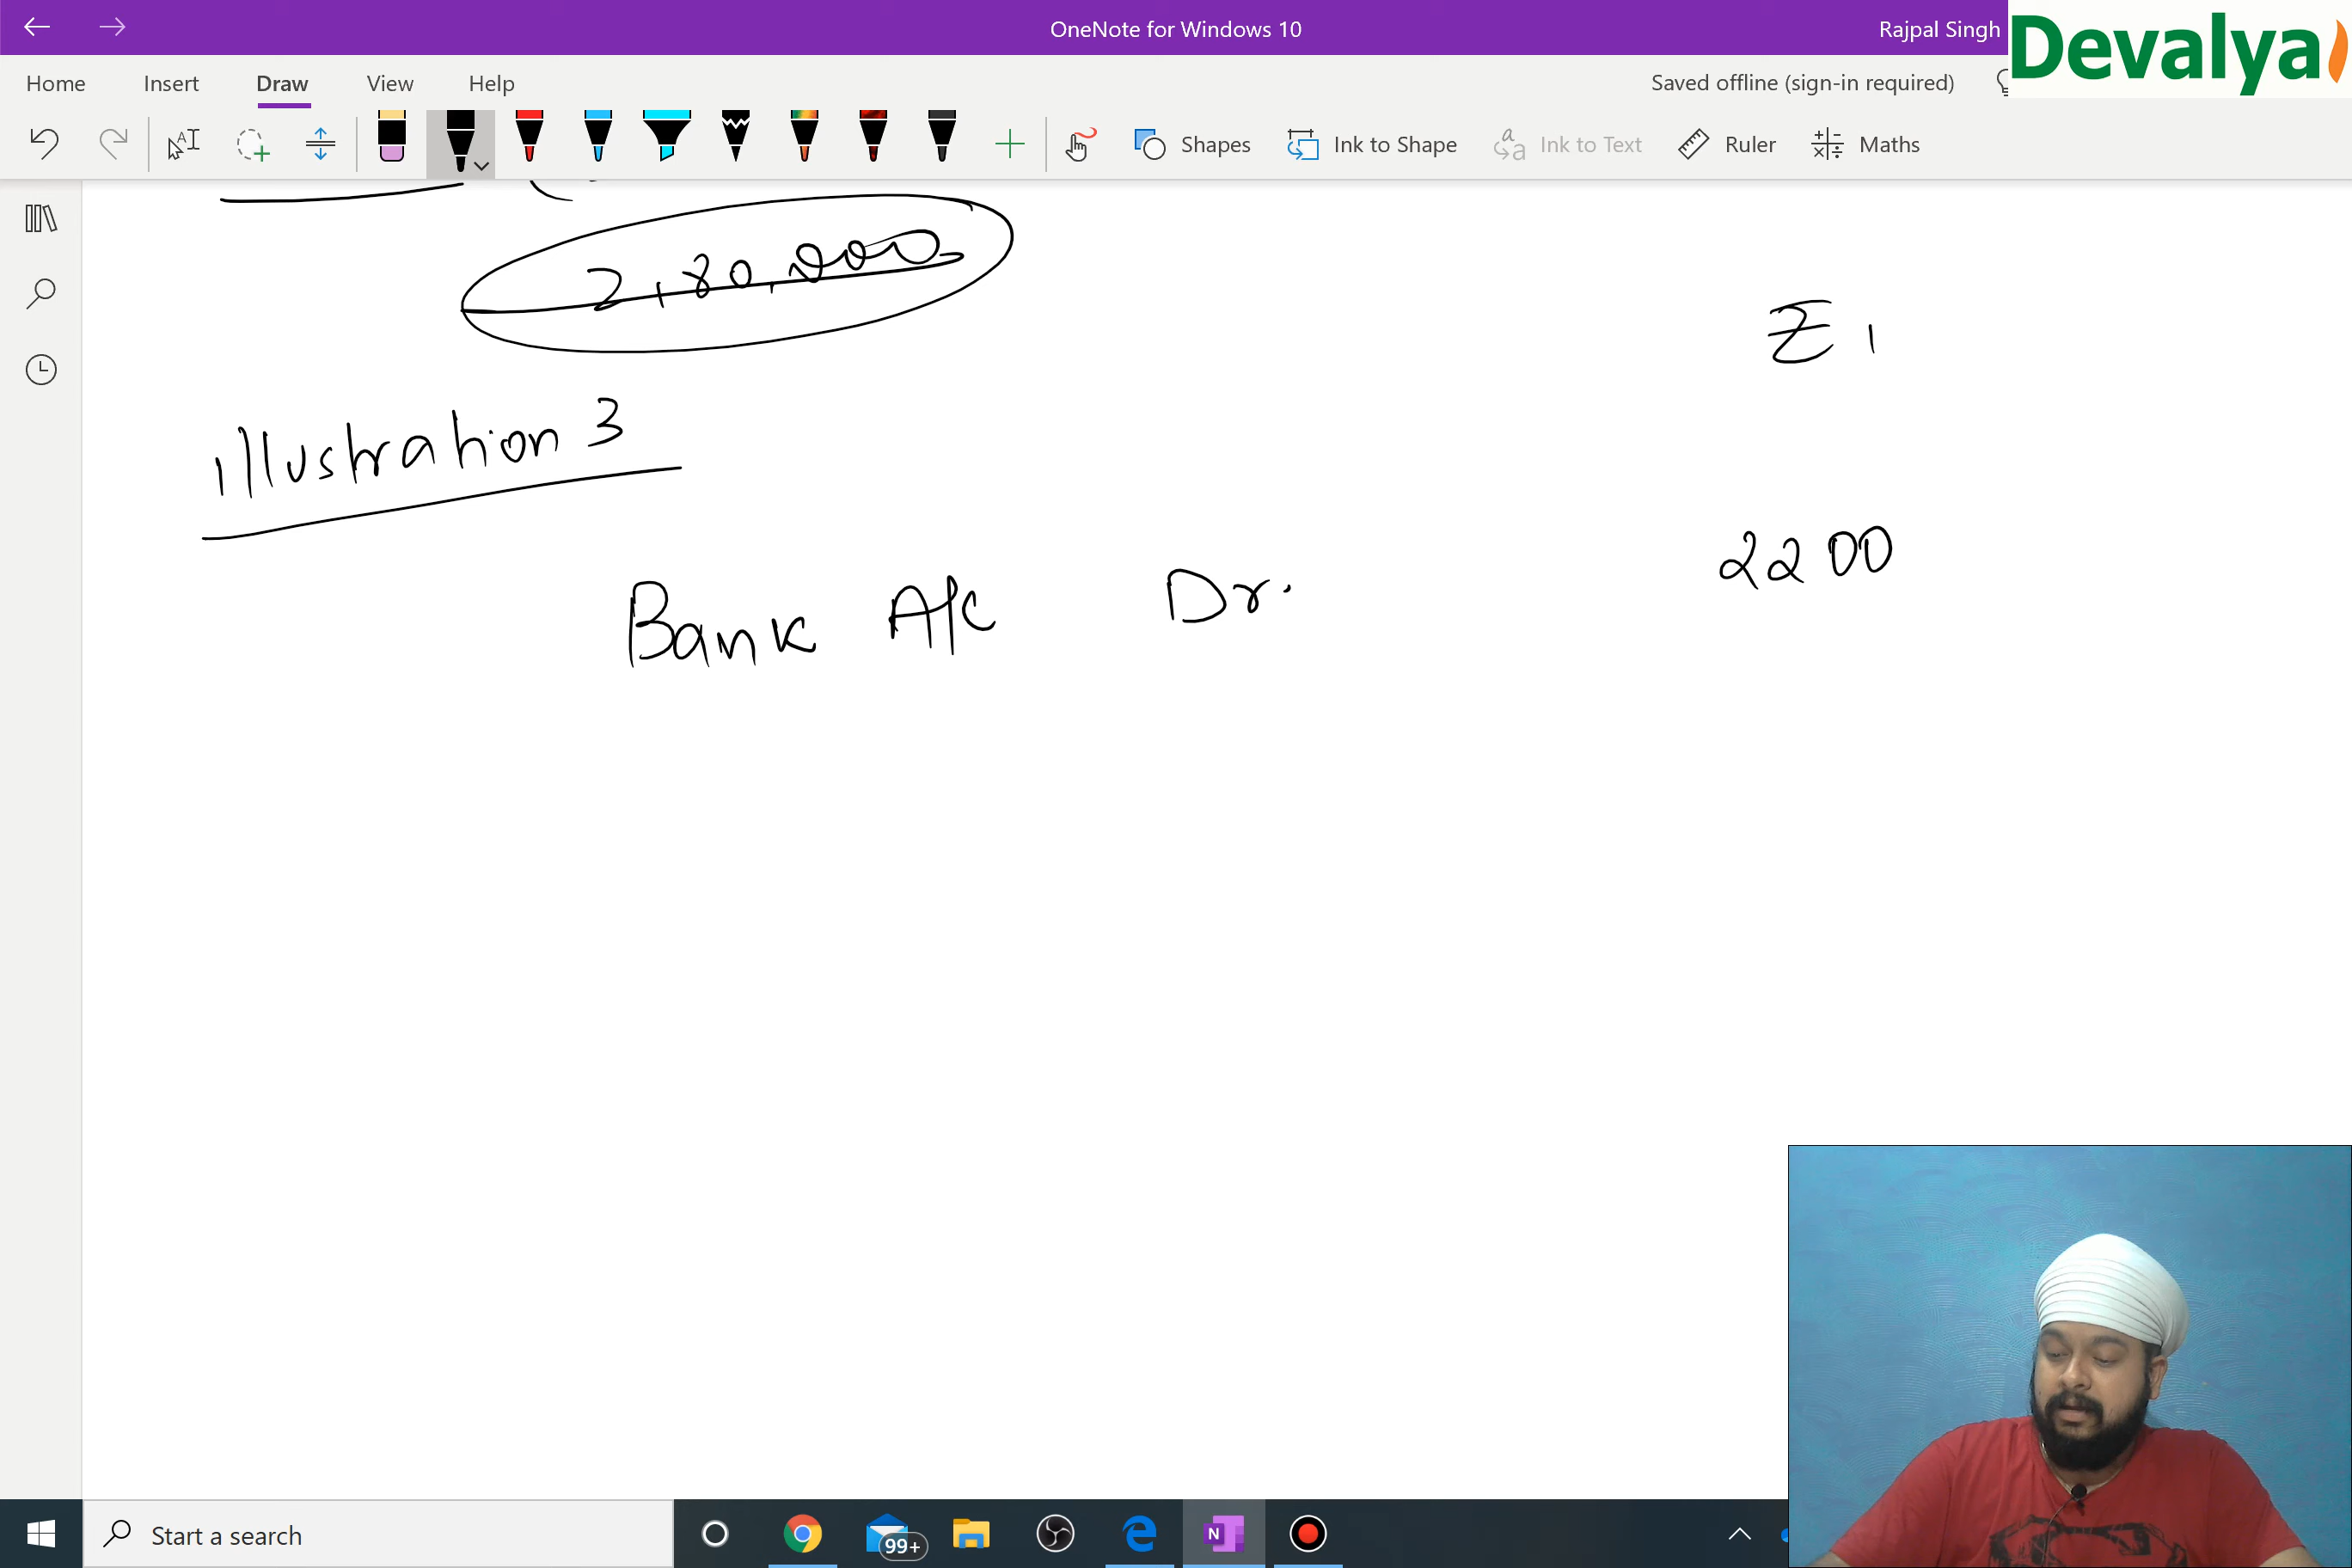 OneNote for Windows 10
Rajpal Singh
Devalya
Home Insert Draw View Help
Saved offline (sign-in required)
Shapes Ink to Shape Ink to Text Ruler Maths
2,80,000
illustration 3
2200
Bank A/c Dr.
Start a search
99+